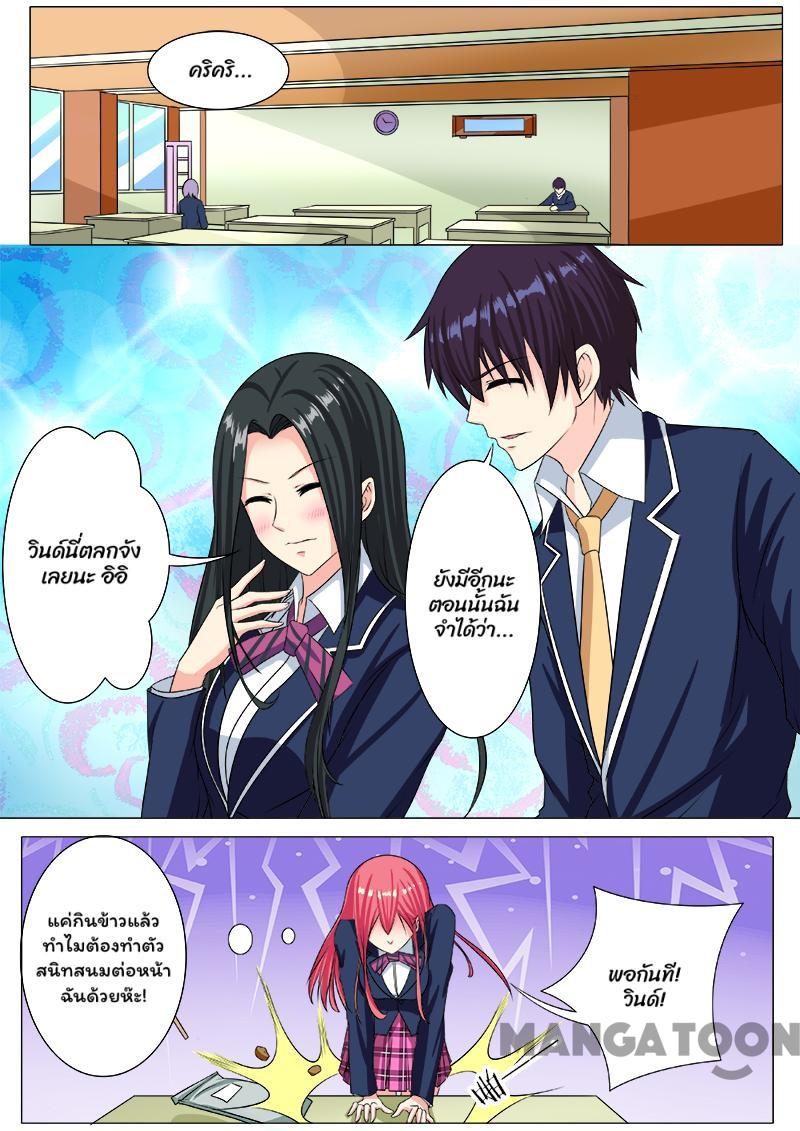 คริคริ...
วินด์นี่ตลกจัง
เลยนะ อิอิ
ยังมีอีกนะ
ตอนนั้นฉัน
จำได้ว่า...
แค่กินข้าวแล้ว
ทำไมต้องทำตัว
สนิทสนมต่อหน้า
ฉันด้วยห๊ะ!
พอกันที!
วินด์!
MANGATOON